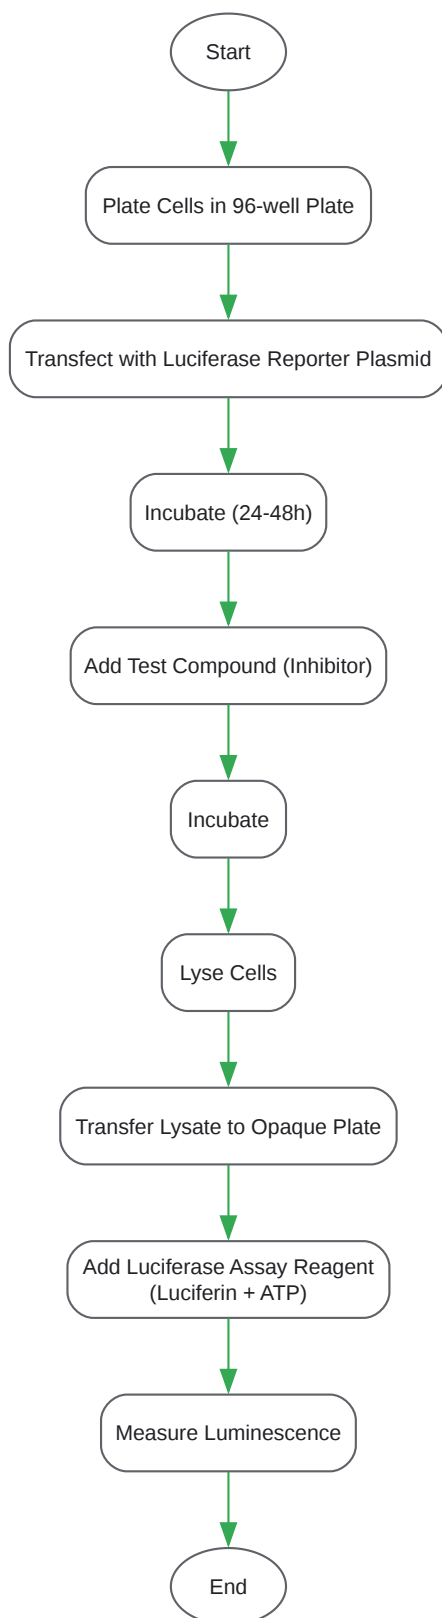 Start
Plate Cells in 96-well Plate
Transfect with Luciferase Reporter Plasmid
Incubate (24-48h)
Add Test Compound (Inhibitor)
Incubate
Lyse Cells
Transfer Lysate to Opaque Plate
Add Luciferase Assay Reagent
(Luciferin + ATP)
Measure Luminescence
End